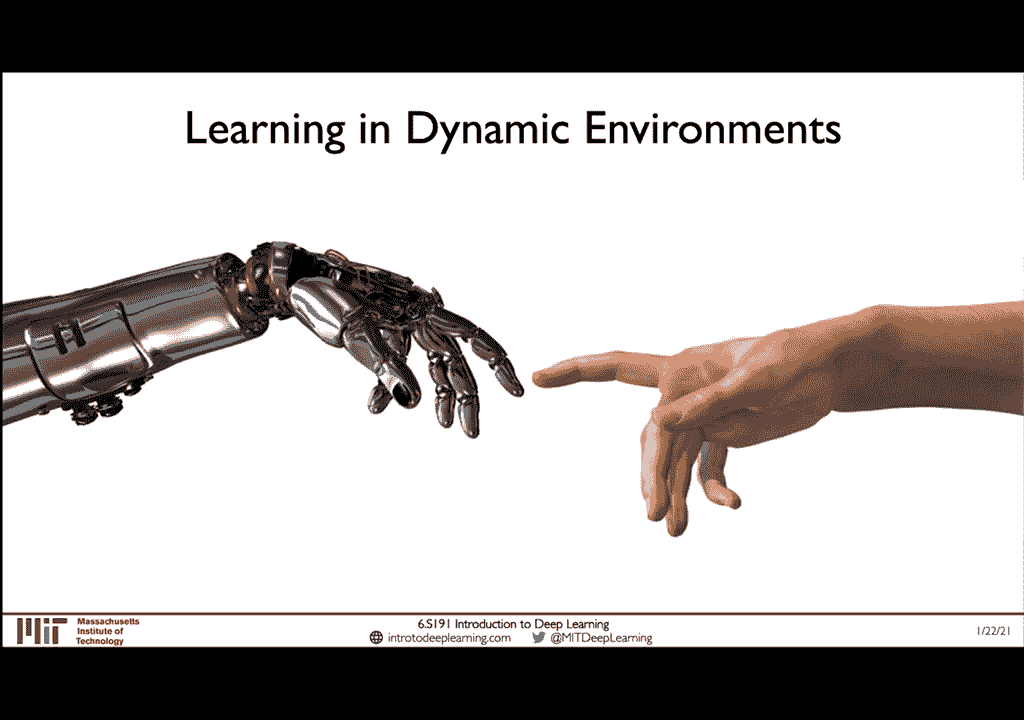 Learning in Dynamic Environments
MIT
Massachusetts
Institute of
Technology
6.S191 Introduction to Deep Learning
introtodeeplearning.com @MITDeepLearning
1/22/21